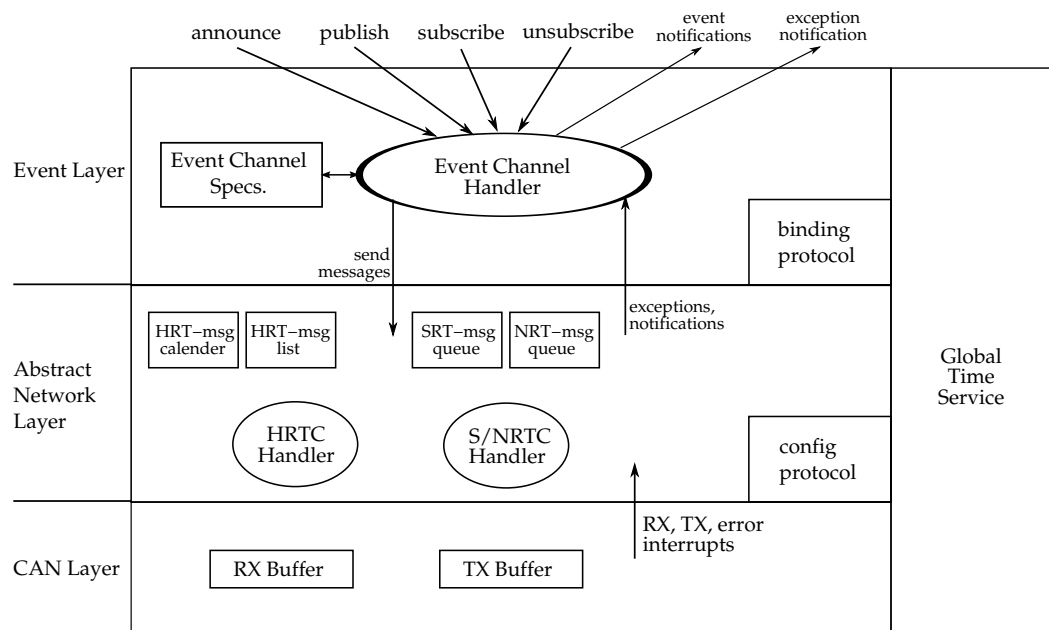 announce
publish
subscribe
unsubscribe
event
notifications
exception
notification
Event Layer
Event Channel
Specs.
Event Channel
Handler
binding
protocol
send
messages
exceptions,
notifications
HRT-msg
calender
HRT-msg
list
SRT-msg
queue
NRT-msg
queue
Abstract
Network
Layer
Global
Time
Service
HRTC
Handler
S/NRTC
Handler
config
protocol
RX, TX, error
interrupts
CAN Layer
RX Buffer
TX Buffer